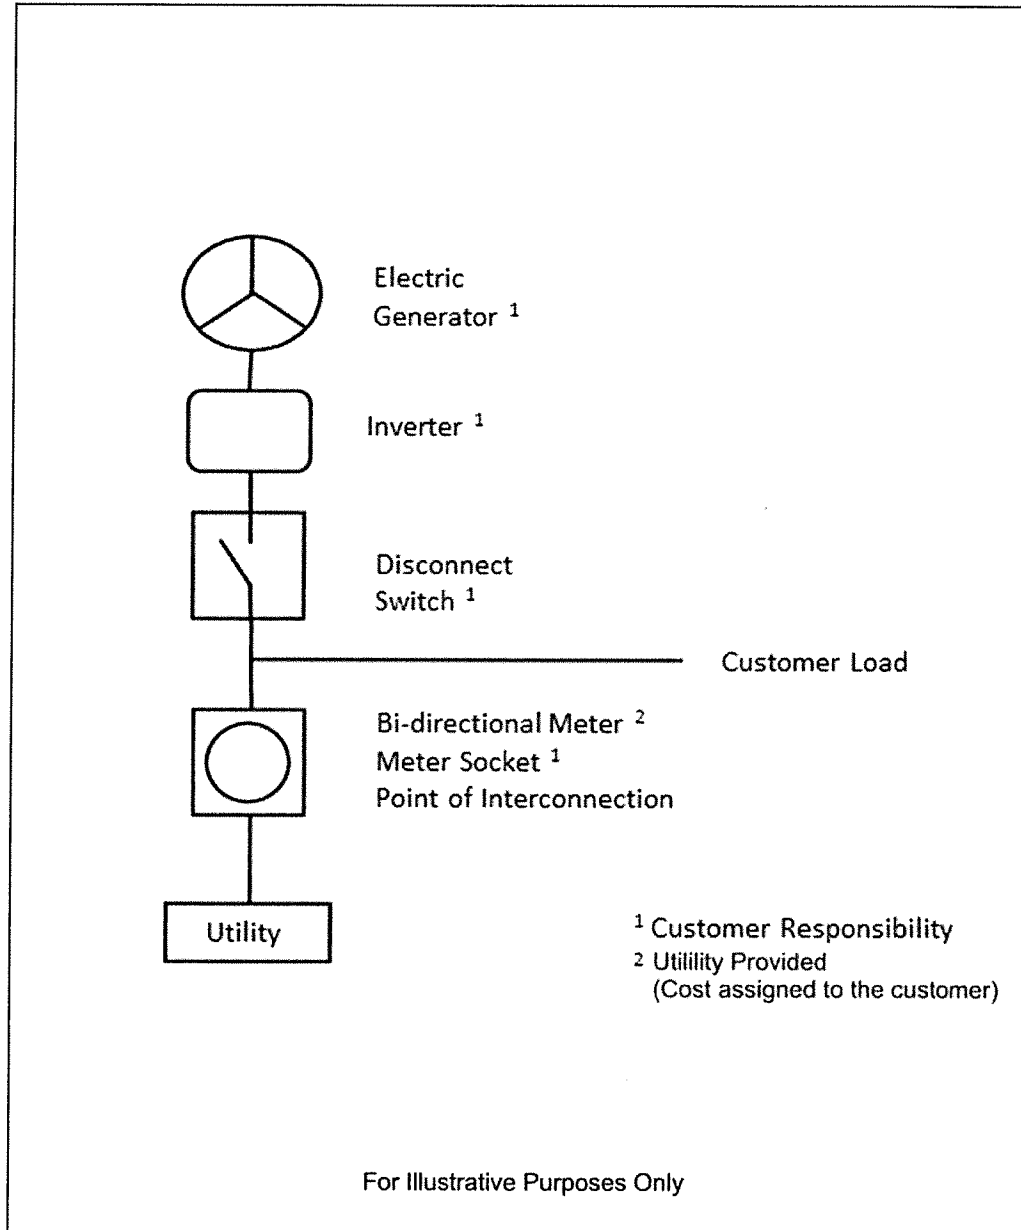 Electric
Generator 1
Inverter 1
Disconnect
Switch 1
Customer Load
Bi-directional Meter 2
Meter Socket 1
Point of Interconnection
Utility
1 Customer Responsibility
2 Utilility Provided
(Cost assigned to the customer)
For Illustrative Purposes Only